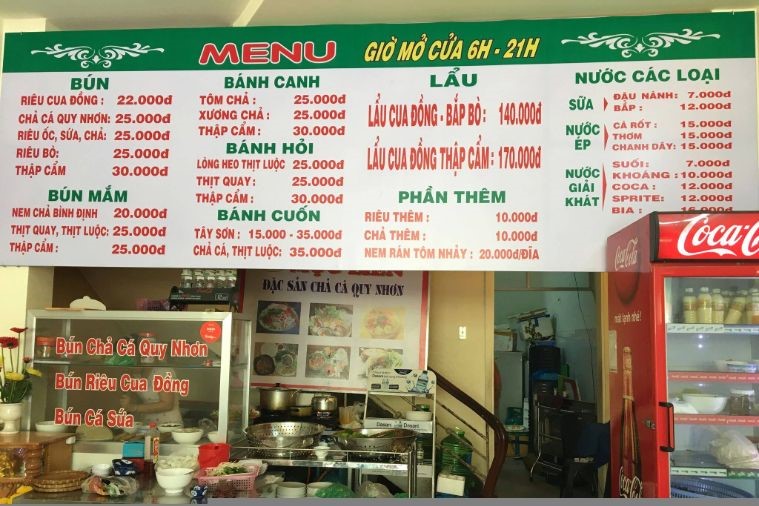 MENU GIỜ MỞ CỬA 6H - 21H
BÚN
RIÊU CUA ĐỒNG : 22.000đ
CHẢ CÁ QUY NHƠN: 25.000đ
RIÊU ỐC, SỨA, CHẢ: 25.000đ
RIÊU BÒ: 25.000đ
THẬP CẨM 30.000đ
BÚN MẮM
NEM CHẢ BÌNH ĐỊNH 20.000đ
THỊT QUAY, THỊT LUỘC: 25.000đ
THẬP CẨM : 25.000đ
BÁNH CANH
TÔM CHẢ : 25.000đ
XƯƠNG CHẢ : 25.000đ
THẬP CẨM : 30.000đ
BÁNH HỎI
LÒNG HEO THỊT LUỘC : 25.000đ
THỊT QUAY : 25.000đ
THẬP CẨM : 30.000đ
BÁNH CUỐN
TÂY SƠN : 15.000 - 35.000đ
CHẢ CÁ, THỊT LUỘC: 35.000đ
LẨU
LẨU CUA ĐỒNG - BẮP BÒ : 140.000đ
LẨU CUA ĐỒNG THẬP CẨM: 170.000đ
PHẦN THÊM
RIÊU THÊM : 10.000đ
CHẢ THÊM : 10.000đ
NEM RÁN TÔM NHẢY : 20.000đ/ĐĨA
NƯỚC CÁC LOẠI
SỮA
ĐẬU NÀNH: 7.000đ
BẮP : 12.000đ
NƯỚC ÉP
CÀ RỐT : 15.000đ
THƠM 15.000đ
CHANH DÂY: 15.000đ
NƯỚC GIẢI KHÁT
SUỐI : 7.000đ
KHOÁNG : 10.000đ
COCA : 12.000đ
SPRITE: 12.000đ
BIA :
ĐẶC SẢN CHẢ CÁ QUY NHƠN
BÚN CHẢ CÁ QUY NHƠN
BÚN RIÊU CUA ĐỒNG
BÚN CÁ SỨA
Coca-Cola
mát lạnh nhé!
Coca-Cola